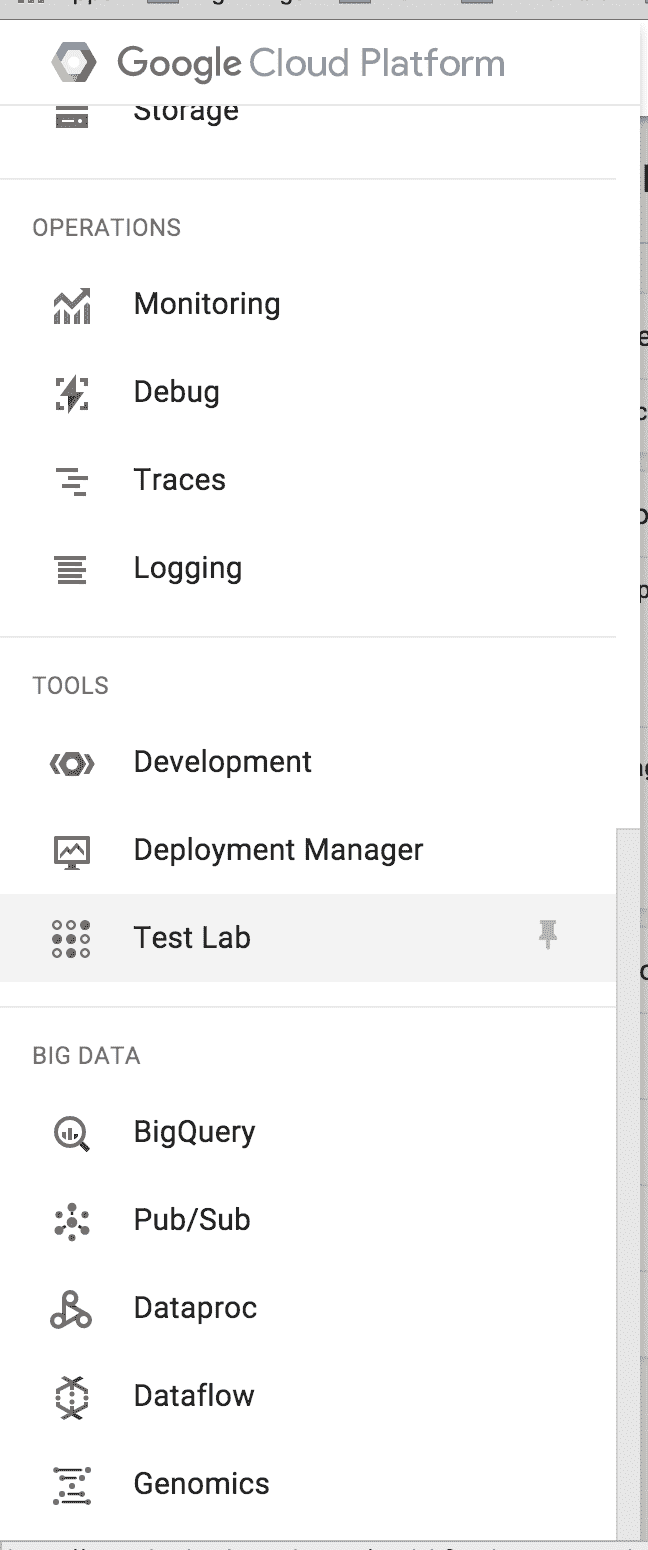 Google Cloud Platform
Storage
OPERATIONS
Monitoring
Debug
Traces
Logging
TOOLS
Development
Deployment Manager
Test Lab
BIG DATA
BigQuery
Pub/Sub
Dataproc
Dataflow
Genomics